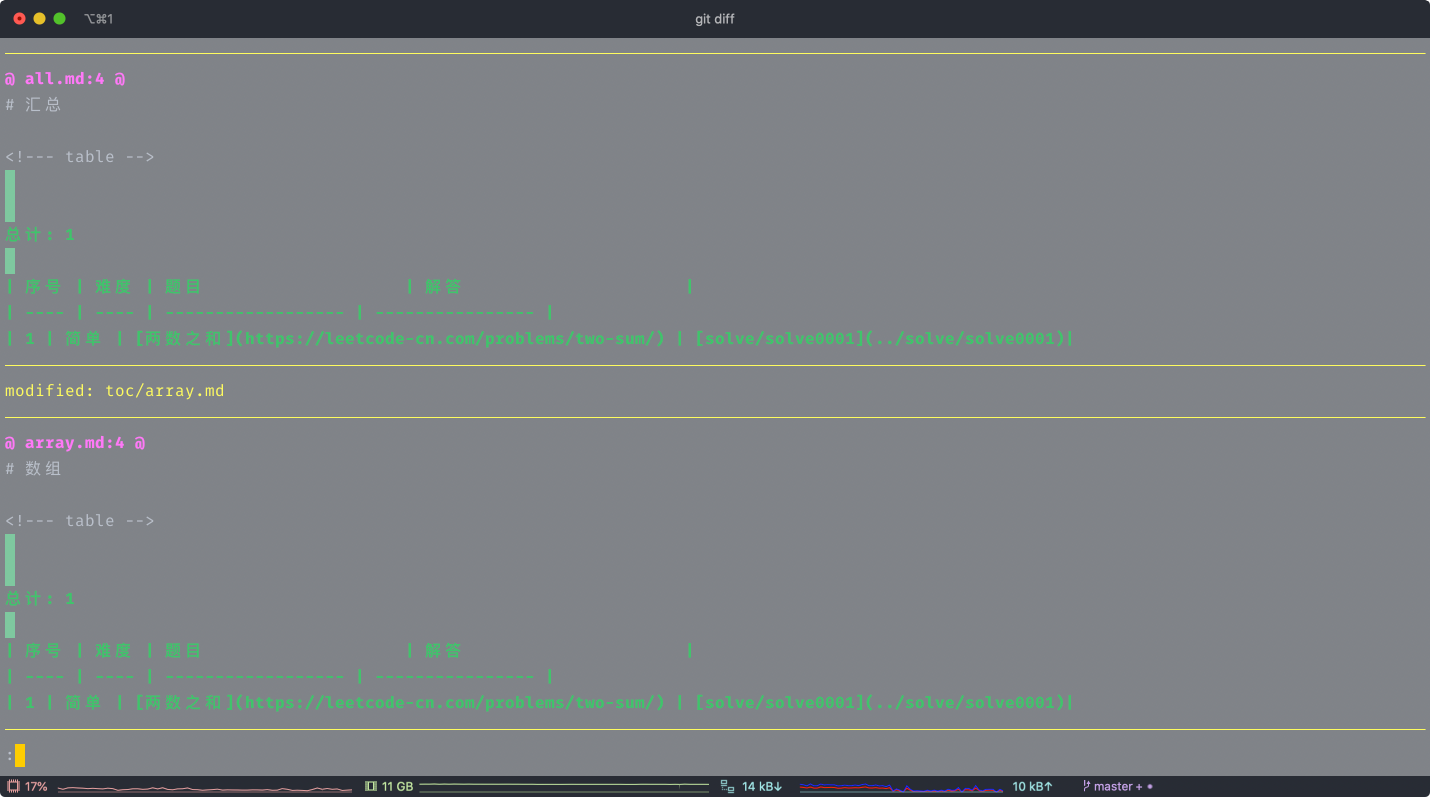 ⌥⌘1
git diff
@ all.md:4 @
# 汇总
<!--- table -->
总计: 1
| 序号 | 难度 | 题目 | 解答 |
| ---- | ---- | ------------------ | ---------------- |
| 1 | 简单 | [两数之和](https://leetcode-cn.com/problems/two-sum/) | [solve/solve0001](../solve/solve0001)|
modified: toc/array.md
@ array.md:4 @
# 数组
<!--- table -->
总计: 1
| 序号 | 难度 | 题目 | 解答 |
| ---- | ---- | ------------------ | ---------------- |
| 1 | 简单 | [两数之和](https://leetcode-cn.com/problems/two-sum/) | [solve/solve0001](../solve/solve0001)|
:
17% 11 GB 14 kB↓ 10 kB↑ master + •